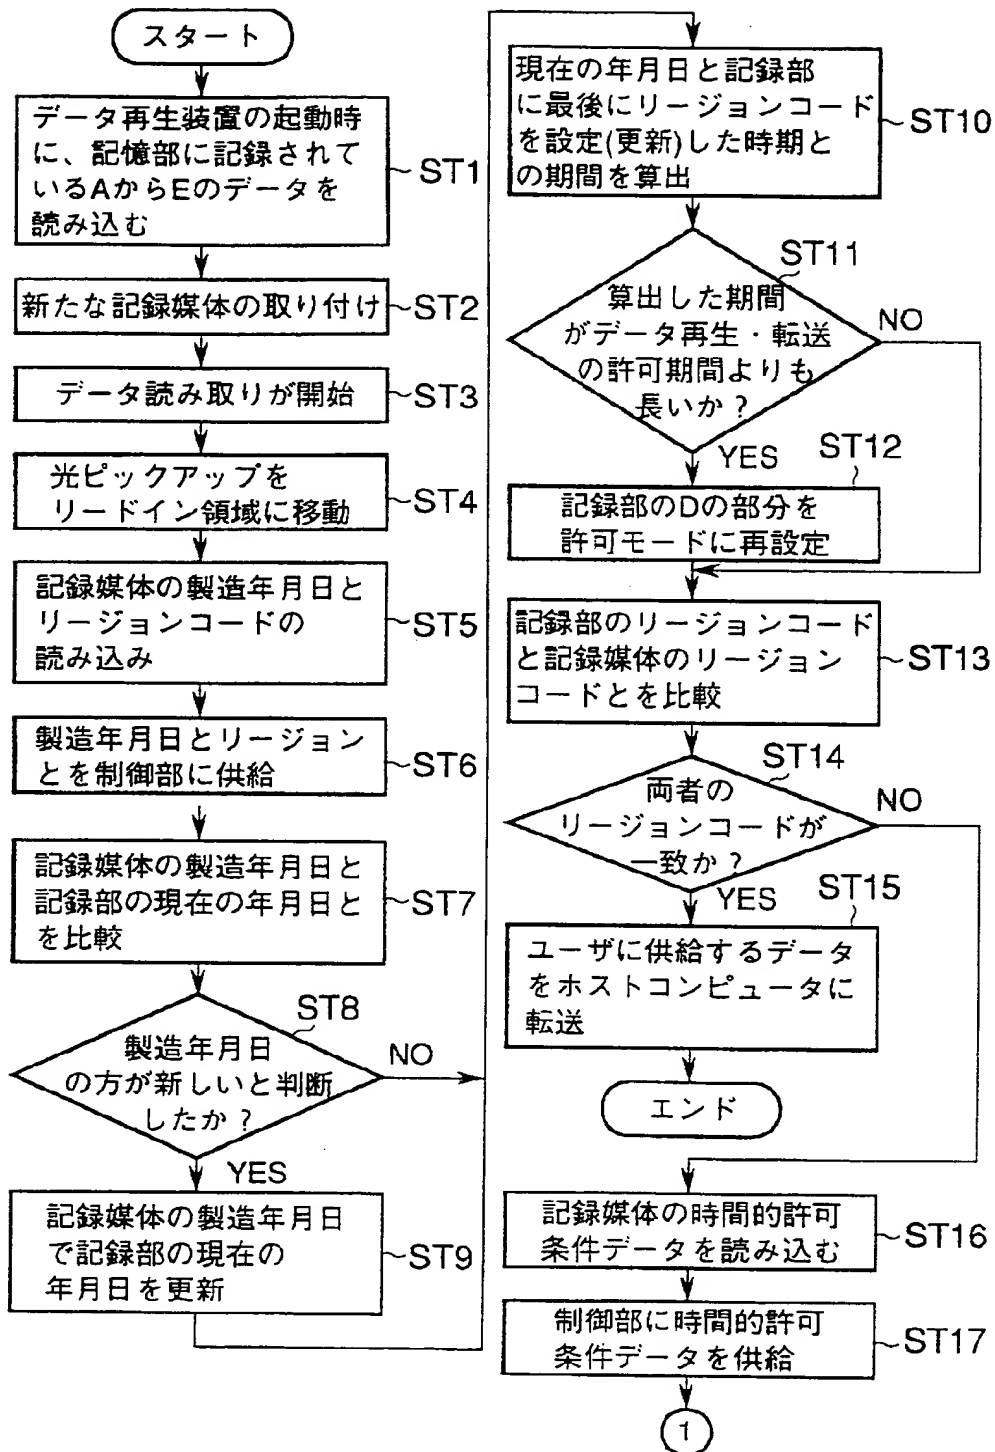 スタート
データ再生装置の起動時
に、記憶部に記録されて
いるAからEのデータを
読み込む
ST1
新たな記録媒体の取り付け
ST2
データ読み取りが開始
ST3
光ピックアップを
リードイン領域に移動
ST4
記録媒体の製造年月日と
リージョンコードの
読み込み
ST5
製造年月日とリージョン
とを制御部に供給
ST6
記録媒体の製造年月日と
記録部の現在の年月日と
を比較
ST7
ST8
製造年月日
の方が新しいと判断
したか?
NO
YES
記録媒体の製造年月日
で記録部の現在の
年月日を更新
ST9
現在の年月日と記録部
に最後にリージョンコード
を設定(更新)した時期と
の期間を算出
ST10
ST11
算出した期間
がデータ再生・転送
の許可期間よりも
長いか?
NO
YES
ST12
記録部のDの部分を
許可モードに再設定
記録部のリージョンコード
と記録媒体のリージョン
コードとを比較
ST13
ST14
両者の
リージョンコードが
一致か?
NO
YES
ST15
ユーザに供給するデータ
をホストコンピュータに
転送
エンド
記録媒体の時間的許可
条件データを読み込む
ST16
制御部に時間的許可
条件データを供給
ST17
1